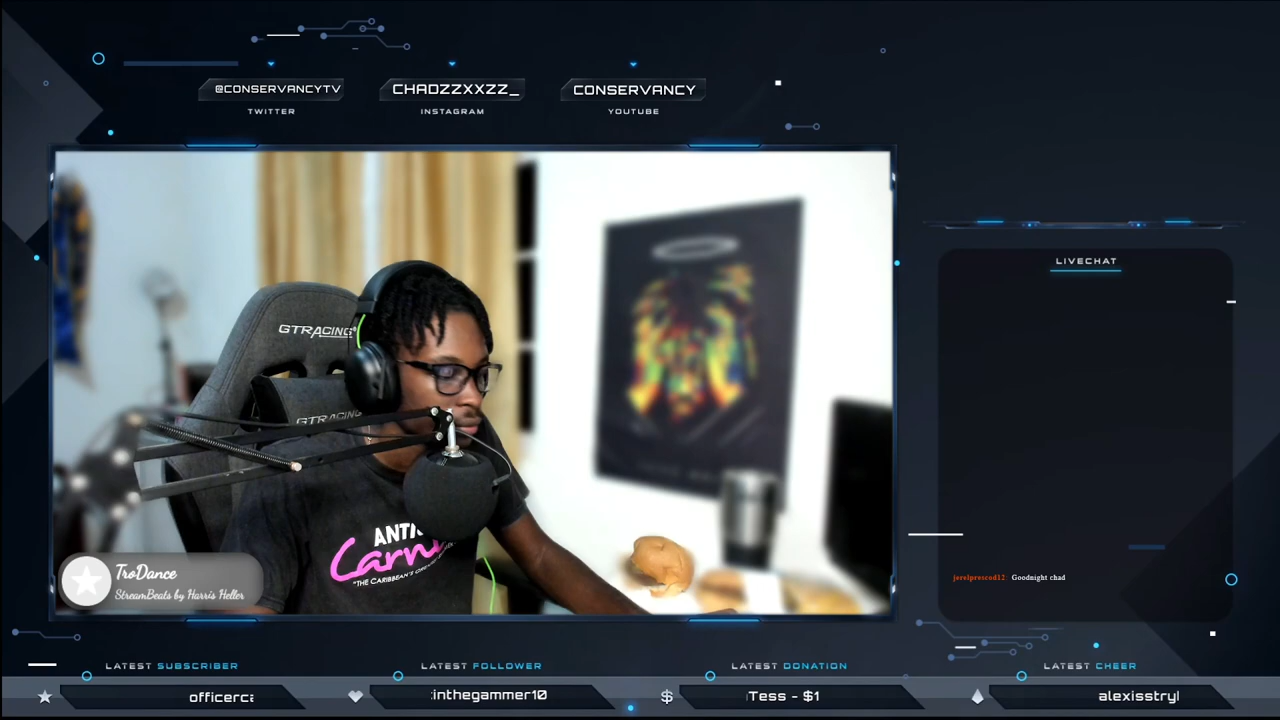 @CONSERVANCYTV
TWITTER
CHADZZXXZZ_
INSTAGRAM
CONSERVANCY
YOUTUBE
LIVECHAT
GTRACING
GTRACING
ANTI
Carni
"THE CARIBBEAN'S
TroDance
StreamBeats by Harris Heller
jerelprescod12 Goodnight chad
LATEST SUBSCRIBER
LATEST FOLLOWER
LATEST DONATION
LATEST CHEER
officerca
inthegammer10
Tess - $1
alexisstryl